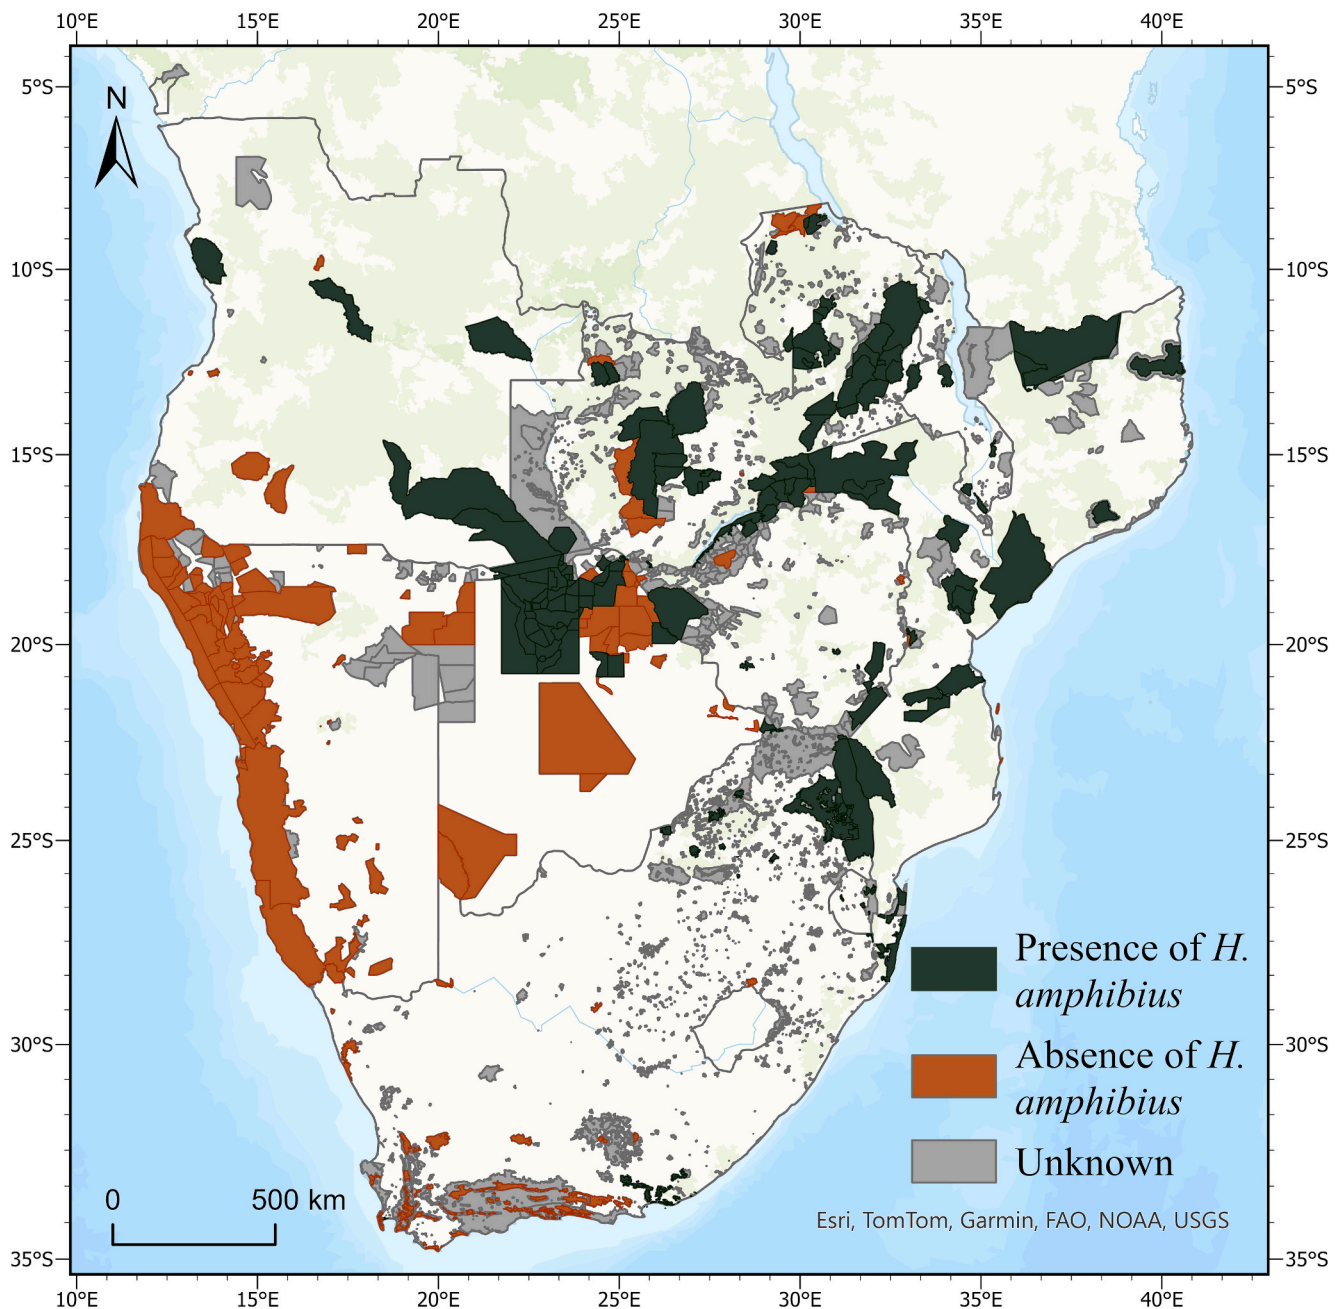 10°E 15°E 20°E 25°E 30°E 35°E 40°E
5°S 5°S
N
10°S 10°S
15°S 15°S
20°S 20°S
25°S 25°S
Presence of H.
amphibius
30°S 30°S
Absence of H.
amphibius
Unknown
0 500 km
Esri, TomTom, Garmin, FAO, NOAA, USGS
35°S 35°S
10°E 15°E 20°E 25°E 30°E 35°E 40°E